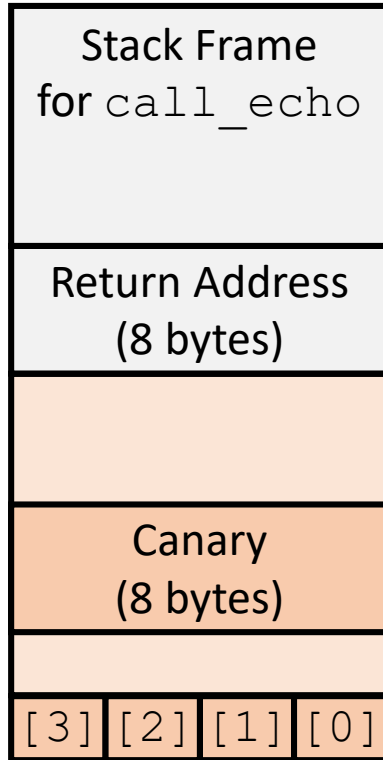 Stack Frame
for call_echo
Return Address
(8 bytes)
Canary
(8 bytes)
[3] [2] [1] [0]